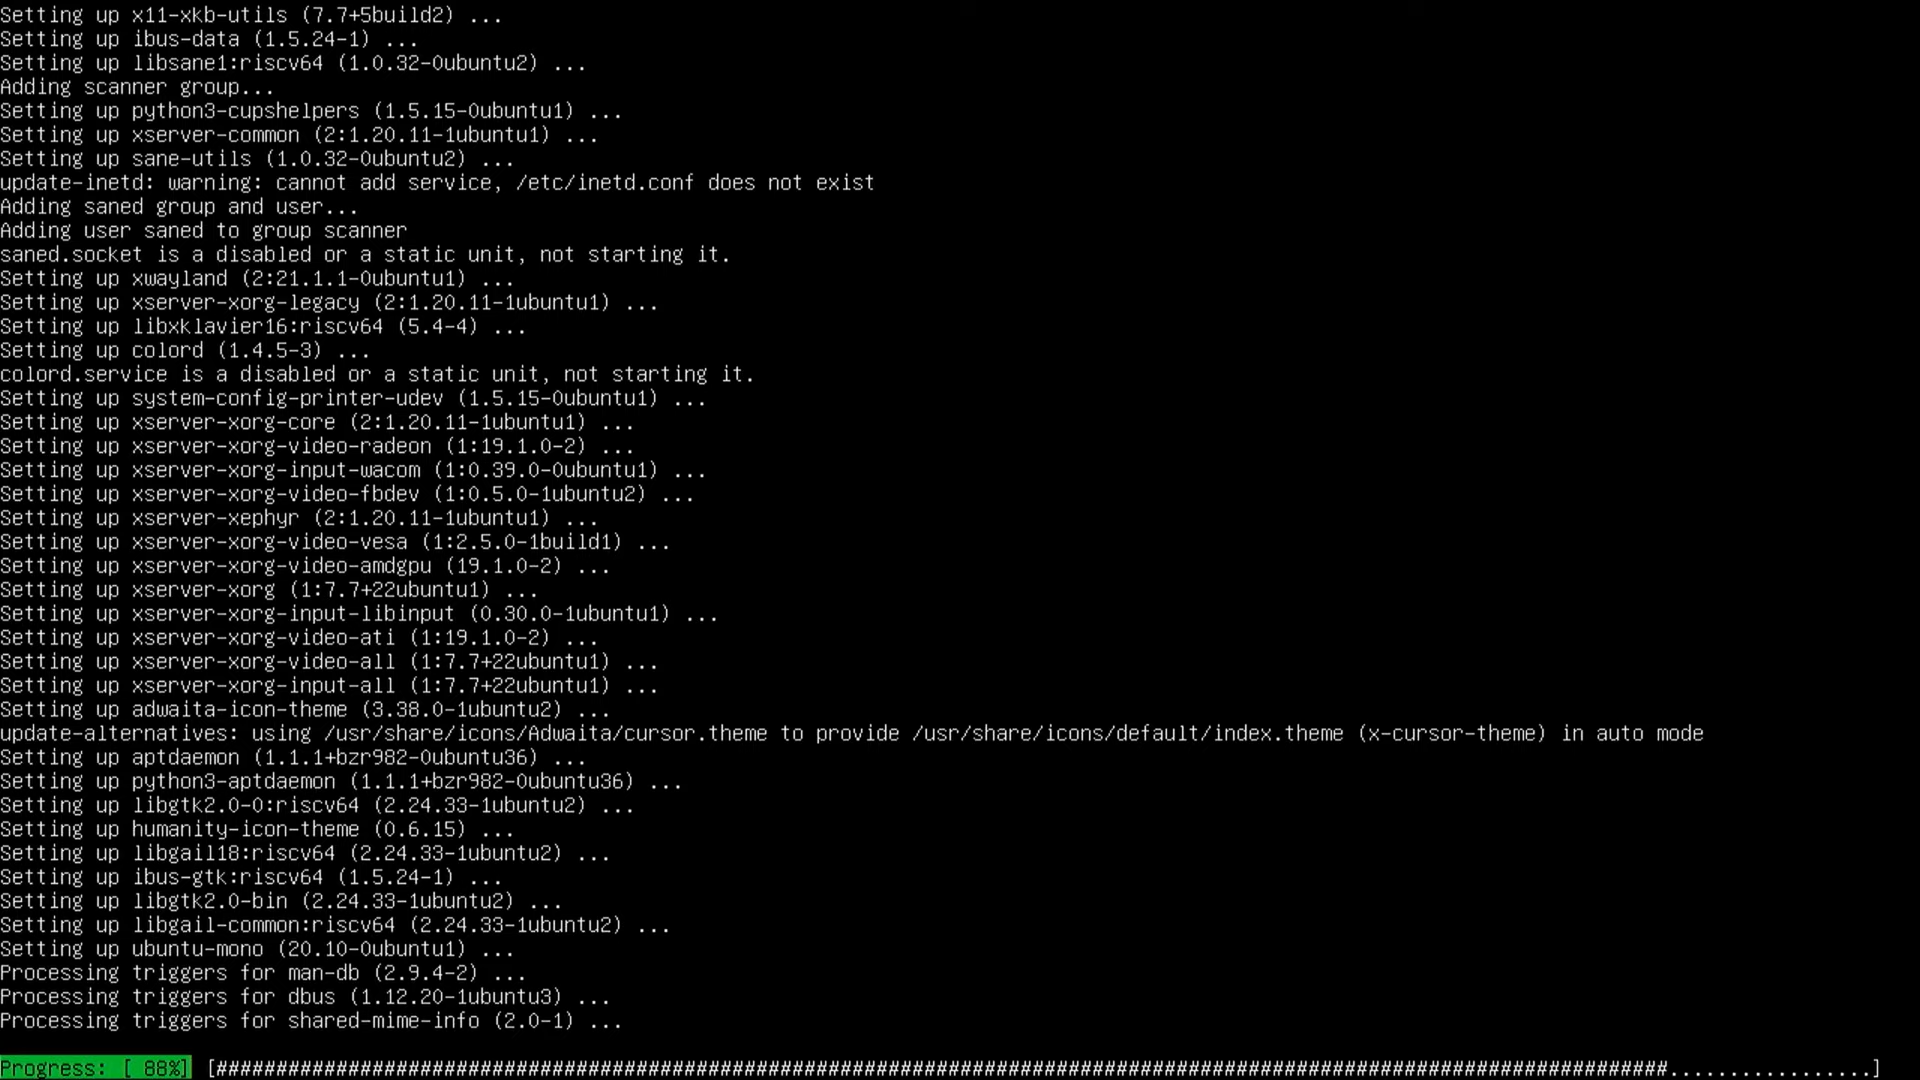 Setting up x11-xkb-utils (7.7+5build2) ...
Setting up ibus-data (1.5.24-1) ...
Setting up libsane1:riscv64 (1.0.32-0ubuntu2) ...
Adding scanner group...
Setting up python3-cupshelpers (1.5.15-0ubuntu1) ...
Setting up xserver-common (2:1.20.11-1ubuntu1) ...
Setting up sane-utils (1.0.32-0ubuntu2) ...
update-inetd: warning: cannot add service, /etc/inetd.conf does not exist
Adding saned group and user...
Adding user saned to group scanner
saned.socket is a disabled or a static unit, not starting it.
Setting up xwayland (2:21.1.1-0ubuntu1) ...
Setting up xserver-xorg-legacy (2:1.20.11-1ubuntu1) ...
Setting up libxklavier16:riscv64 (5.4-4) ...
Setting up colord (1.4.5-3) ...
colord.service is a disabled or a static unit, not starting it.
Setting up system-config-printer-udev (1.5.15-0ubuntu1) ...
Setting up xserver-xorg-core (2:1.20.11-1ubuntu1) ...
Setting up xserver-xorg-video-radeon (1:19.1.0-2) ...
Setting up xserver-xorg-input-wacom (1:0.39.0-0ubuntu1) ...
Setting up xserver-xorg-video-fbdev (1:0.5.0-1ubuntu2) ...
Setting up xserver-xephyr (2:1.20.11-1ubuntu1) ...
Setting up xserver-xorg-video-vesa (1:2.5.0-1build1) ...
Setting up xserver-xorg-video-amdgpu (19.1.0-2) ...
Setting up xserver-xorg (1:7.7+22ubuntu1) ...
Setting up xserver-xorg-input-libinput (0.30.0-1ubuntu1) ...
Setting up xserver-xorg-video-ati (1:19.1.0-2) ...
Setting up xserver-xorg-video-all (1:7.7+22ubuntu1) ...
Setting up xserver-xorg-input-all (1:7.7+22ubuntu1) ...
Setting up adwaita-icon-theme (3.38.0-1ubuntu2) ...
update-alternatives: using /usr/share/icons/Adwaita/cursor.theme to provide /usr/share/icons/default/index.theme (x-cursor-theme) in auto mode
Setting up aptdaemon (1.1.1+bzr982-0ubuntu36) ...
Setting up python3-aptdaemon (1.1.1+bzr982-0ubuntu36) ...
Setting up libgtk2.0-0:riscv64 (2.24.33-1ubuntu2) ...
Setting up humanity-icon-theme (0.6.15) ...
Setting up libgail18:riscv64 (2.24.33-1ubuntu2) ...
Setting up ibus-gtk:riscv64 (1.5.24-1) ...
Setting up libgtk2.0-bin (2.24.33-1ubuntu2) ...
Setting up libgail-common:riscv64 (2.24.33-1ubuntu2) ...
Setting up ubuntu-mono (20.10-0ubuntu1) ...
Processing triggers for man-db (2.9.4-2) ...
Processing triggers for dbus (1.12.20-1ubuntu3) ...
Processing triggers for shared-mime-info (2.0-1) ...
Progress: [ 88%] [#########################################################################################################################.................]